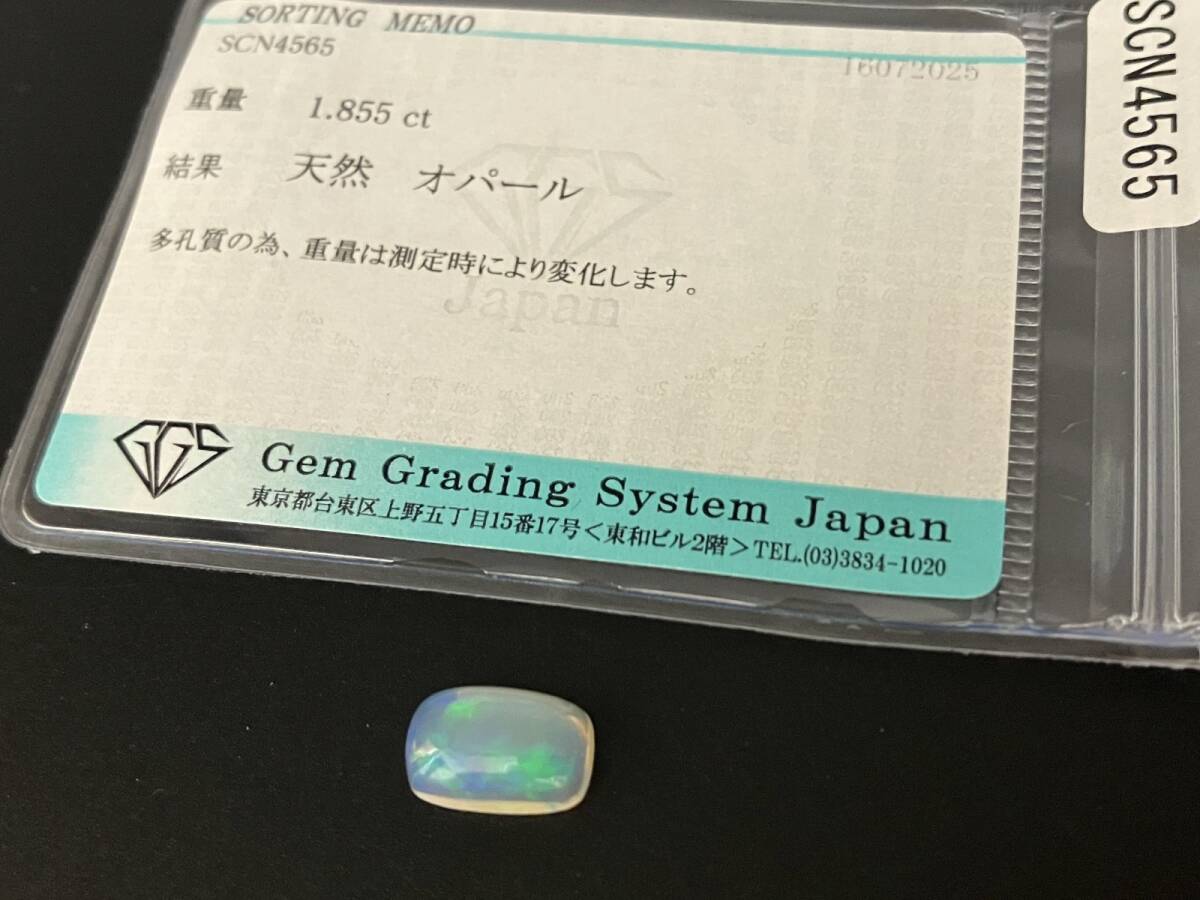 SORTING MEMO
SCN4565
16072025
重量 1.855 ct
結果 天然 オパール
多孔質の為、重量は測定時により変化します。
Japan
GGS
Gem Grading System Japan
東京都台東区上野五丁目15番17号<東和ビル2階>TEL.(03)3834-1020
SCN4565